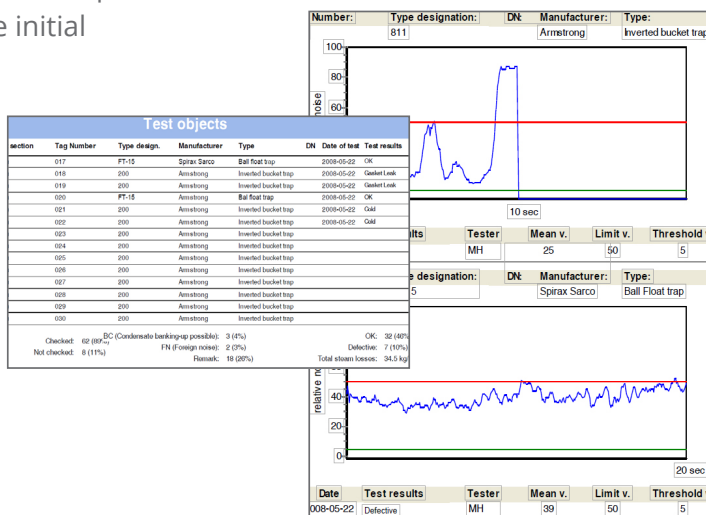 e initial
Number: Type designation: DN: Manufacturer: Type:
811 Armstrong Inverted bucket trap
100
80
60
noise
10 sec
Tester Mean v. Limit v. Threshold
MH 25 50 5
designation: DN: Manufacturer: Type:
5 Spirax Sarco Ball Float trap
Test objects
section Tag Number Type design. Manufacturer Type DN Date of test Test results
017 FT-15 Spirax Sarco Ball float trap 2008-05-22 OK
018 200 Armstrong Inverted bucket trap 2008-05-22 Gasket Leak
019 200 Armstrong Inverted bucket trap 2008-05-22 Gasket Leak
020 FT-15 Armstrong Bal float trap 2008-05-22 OK
021 200 Armstrong Inverted bucket trap 2008-05-22 Cold
022 200 Armstrong Inverted bucket trap 2008-05-22 Cold
023 200 Armstrong Inverted bucket trap
024 200 Armstrong Inverted bucket trap
025 200 Armstrong Inverted bucket trap
026 200 Armstrong Inverted bucket trap
027 200 Armstrong Inverted bucket trap
028 200 Armstrong Inverted bucket trap
029 200 Armstrong Inverted bucket trap
030 200 Armstrong Inverted bucket trap
BC (Condensate banking-up possible): 3 (4%) OK: 32 (40%
Checked: 62 FN (Foreign noise): 2 (3%) Defective: 7 (10%)
Not checked: 8 (11%) Remark: 18 (26%) Total steam losses: 34.5 kg/
relative
40
20
0
20 sec
Date Test results Tester Mean v. Limit v. Threshold
008-05-22 Defective MH 39 50 5